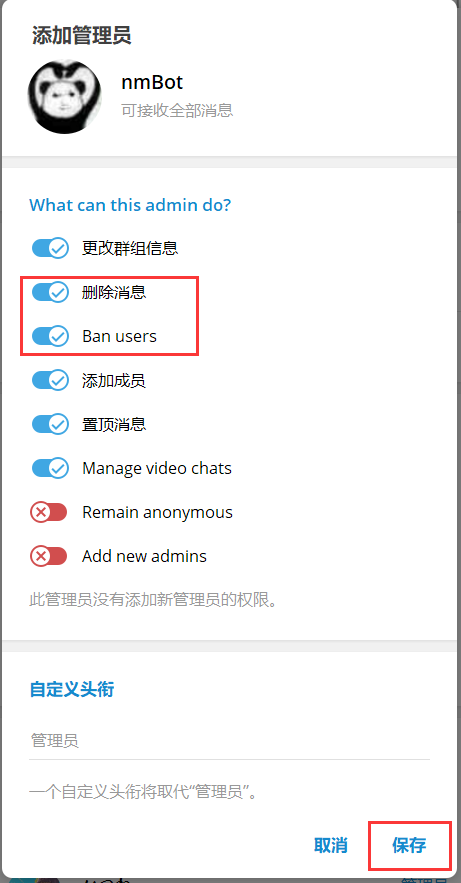 添加管理员
nmBot
可接收全部消息
What can this admin do?
更改群组信息
删除消息
Ban users
添加成员
置顶消息
Manage video chats
Remain anonymous
Add new admins
此管理员没有添加新管理员的权限。
自定义头衔
管理员
一个自定义头衔将取代“管理员”。
取消
保存